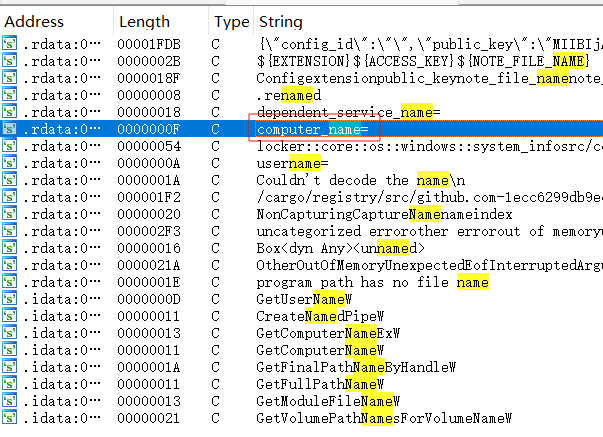 Address Length Type String
.rdata:0… 00001FDB C {\"config_id\":\"\",\"public_key\":\"MIIBIj
.rdata:0… 0000002B C ${EXTENSION}${ACCESS_KEY}${NOTE_FILE_NAME}
.rdata:0… 0000018F C Configextensionpublic_keynote_file_namenote_
.rdata:0… 00000008 C .renamed
.rdata:0… 00000018 C dependent_service_name=
.rdata:0… 0000000F C computer_name=
.rdata:0… 00000054 C locker::core::os::windows::system_infosrc/co
.rdata:0… 0000000A C username=
.rdata:0… 0000001A C Couldn't decode the name\n
.rdata:0… 000001F2 C /cargo/registry/src/github.com-1ecc6299db9ec
.rdata:0… 00000020 C NonCapturingCaptureNamenameindex
.rdata:0… 000002F3 C uncategorized errorother errorout of memoryu
.rdata:0… 00000016 C Box<dyn Any><unnamed>
.rdata:0… 0000021A C OtherOutOfMemoryUnexpectedEofInterruptedArgu
.rdata:0… 0000001E C program path has no file name
.idata:0… 0000000D C GetUserNameW
.idata:0… 00000011 C CreateNamedPipeW
.idata:0… 00000013 C GetComputerNameExW
.idata:0… 00000011 C GetComputerNameW
.idata:0… 0000001A C GetFinalPathNameByHandleW
.idata:0… 00000011 C GetFullPathNameW
.idata:0… 00000013 C GetModuleFileNameW
.idata:0… 00000021 C GetVolumePathNamesForVolumeNameW